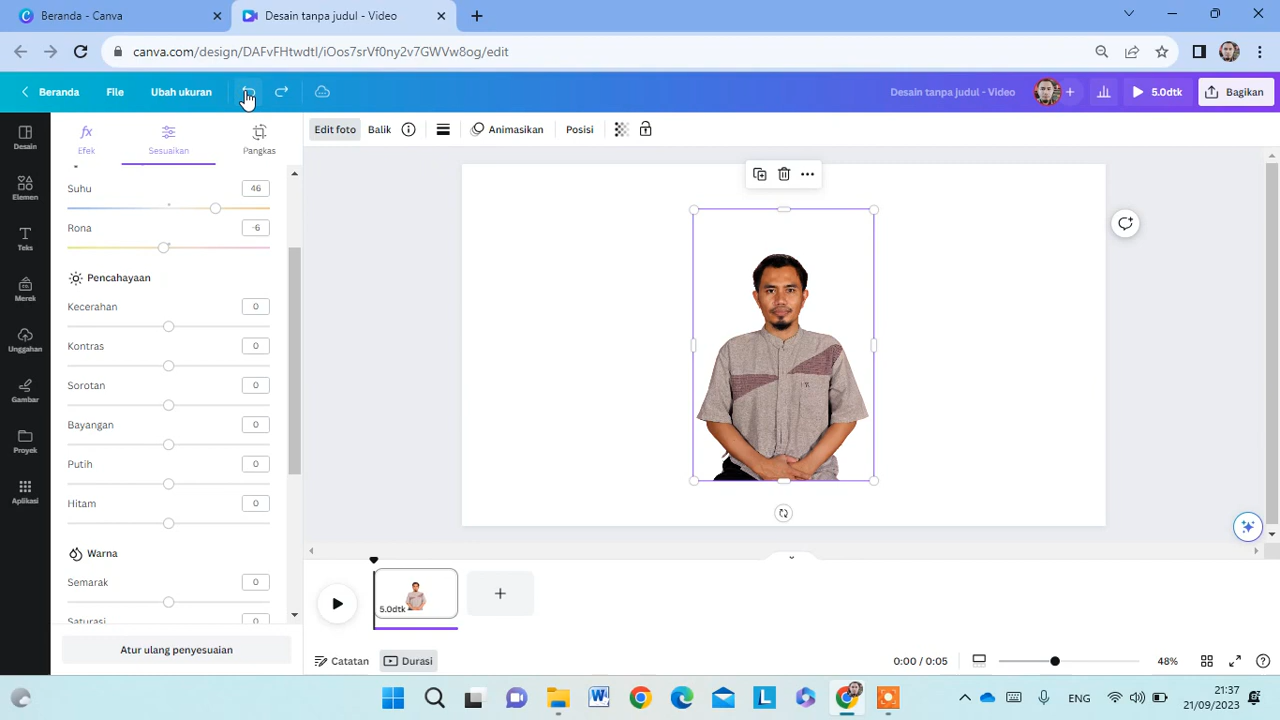 Beranda - Canva
Desain tanpa judul - Video
canva.com/design/DAFvFHtwdtI/iOos7srVf0ny2v7GWVw8og/edit
Beranda
File
Ubah ukuran
Desain tanpa judul - Video
5.0dtk
Bagikan
Desain
Elemen
Teks
Merek
Unggahan
Gambar
Proyek
Aplikasi
Efek
Sesuaikan
Pangkas
Edit foto
Balik
Animasikan
Posisi
Suhu 46
Rona -6
Pencahayaan
Kecerahan 0
Kontras 0
Sorotan 0
Bayangan 0
Putih 0
Hitam 0
Warna
Semarak 0
Saturasi 0
Atur ulang penyesuaian
5.0dtk
Catatan
Durasi
0:00 / 0:05
48%
ENG
21:37
21/09/2023